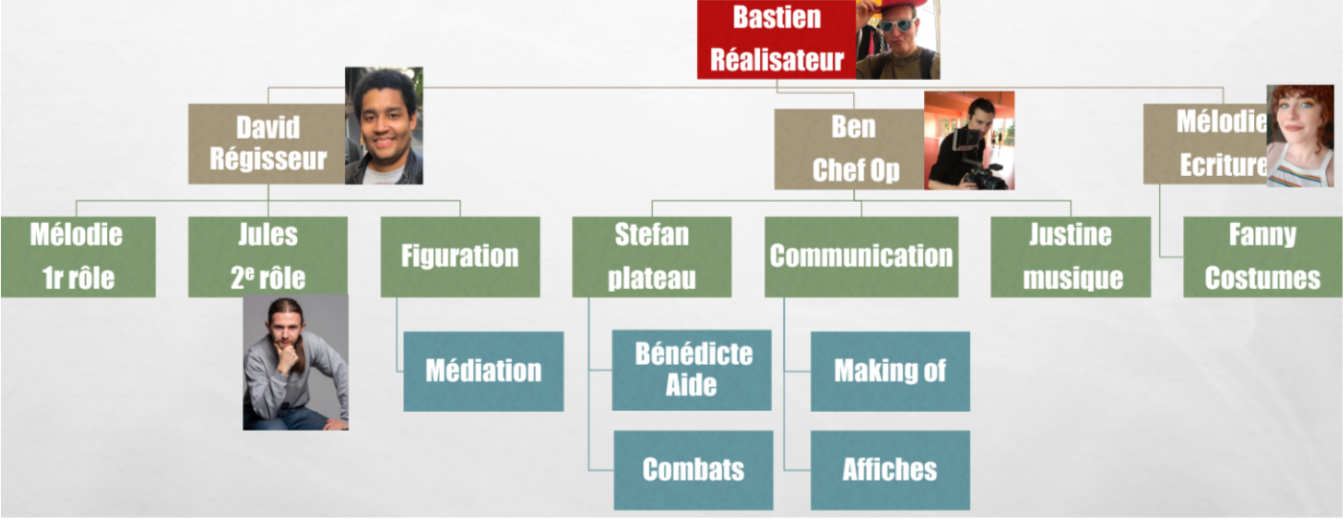 Bastien
Réalisateur
David
Régisseur
Ben
Chef Op
Mélodie
Ecriture
Mélodie
1r rôle
Jules
2e rôle
Figuration
Stefan
plateau
Communication
Justine
musique
Fanny
Costumes
Médiation
Bénédicte
Aide
Making of
Combats
Affiches